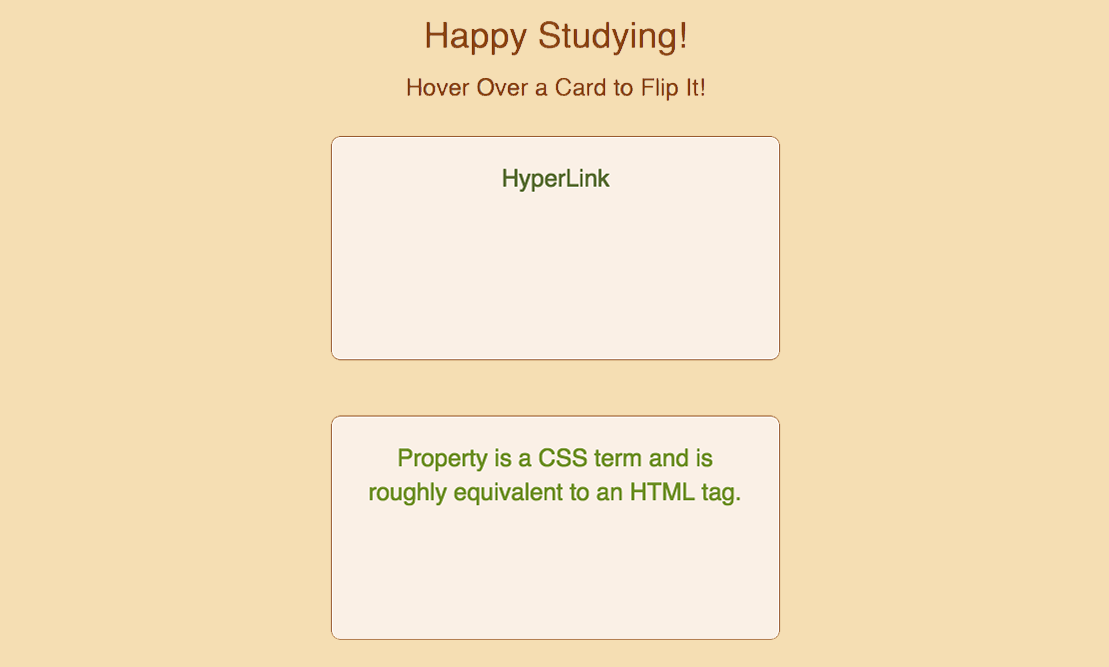 Happy Studying!
Hover Over a Card to Flip It!
HyperLink
Property is a CSS term and is
roughly equivalent to an HTML tag.